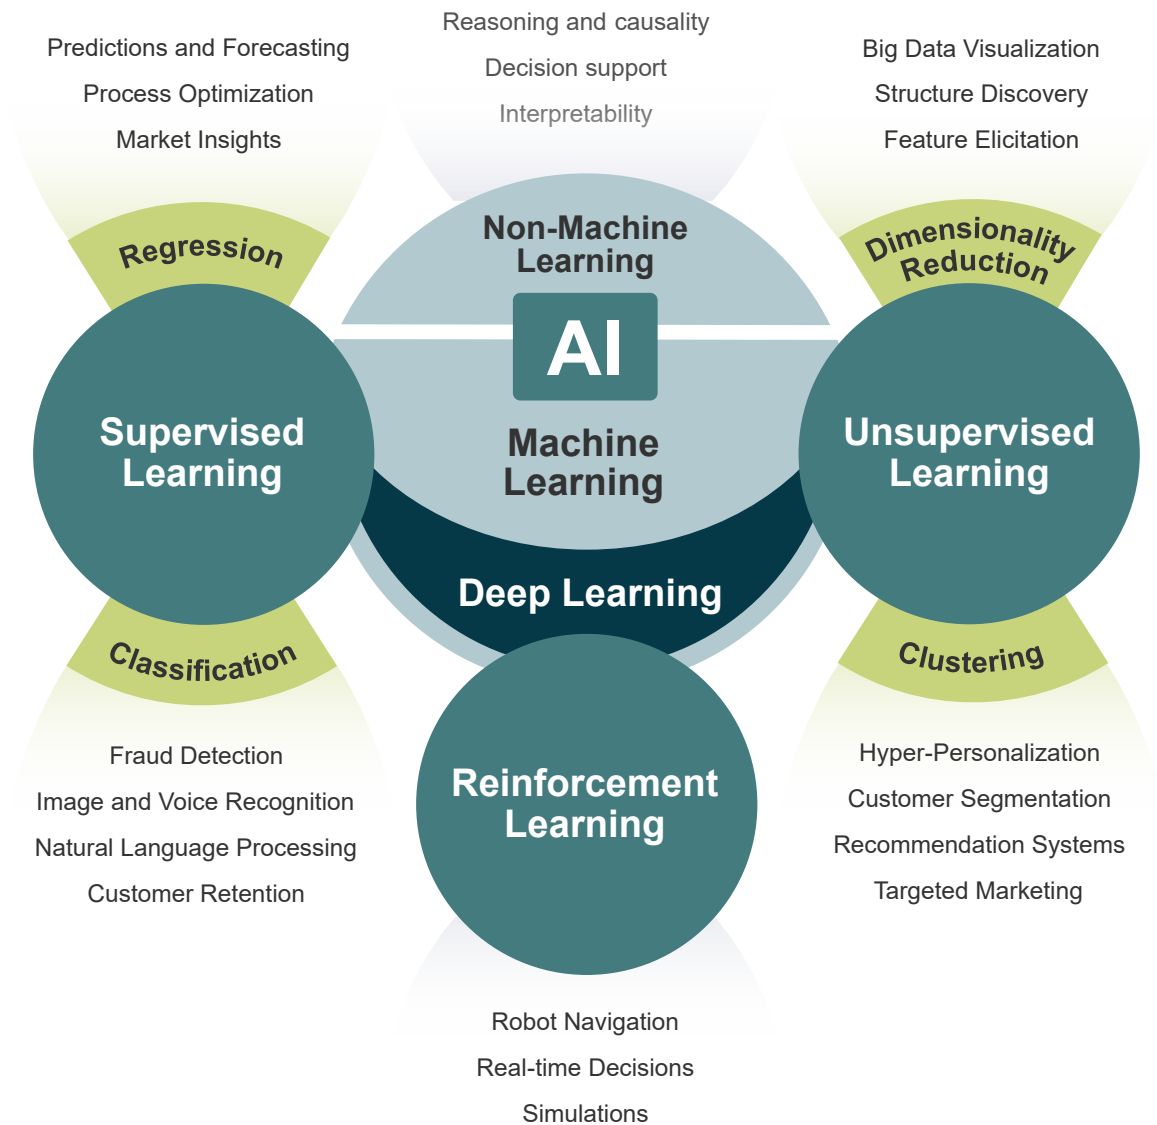 Predictions and Forecasting
Process Optimization
Market Insights
Reasoning and causality
Decision support
Interpretability
Big Data Visualization
Structure Discovery
Feature Elicitation
Regression
Non-Machine
Learning
Dimensionality
Reduction
AI
Supervised
Learning
Machine
Learning
Unsupervised
Learning
Deep Learning
Classification
Clustering
Fraud Detection
Image and Voice Recognition
Natural Language Processing
Customer Retention
Reinforcement
Learning
Hyper-Personalization
Customer Segmentation
Recommendation Systems
Targeted Marketing
Robot Navigation
Real-time Decisions
Simulations